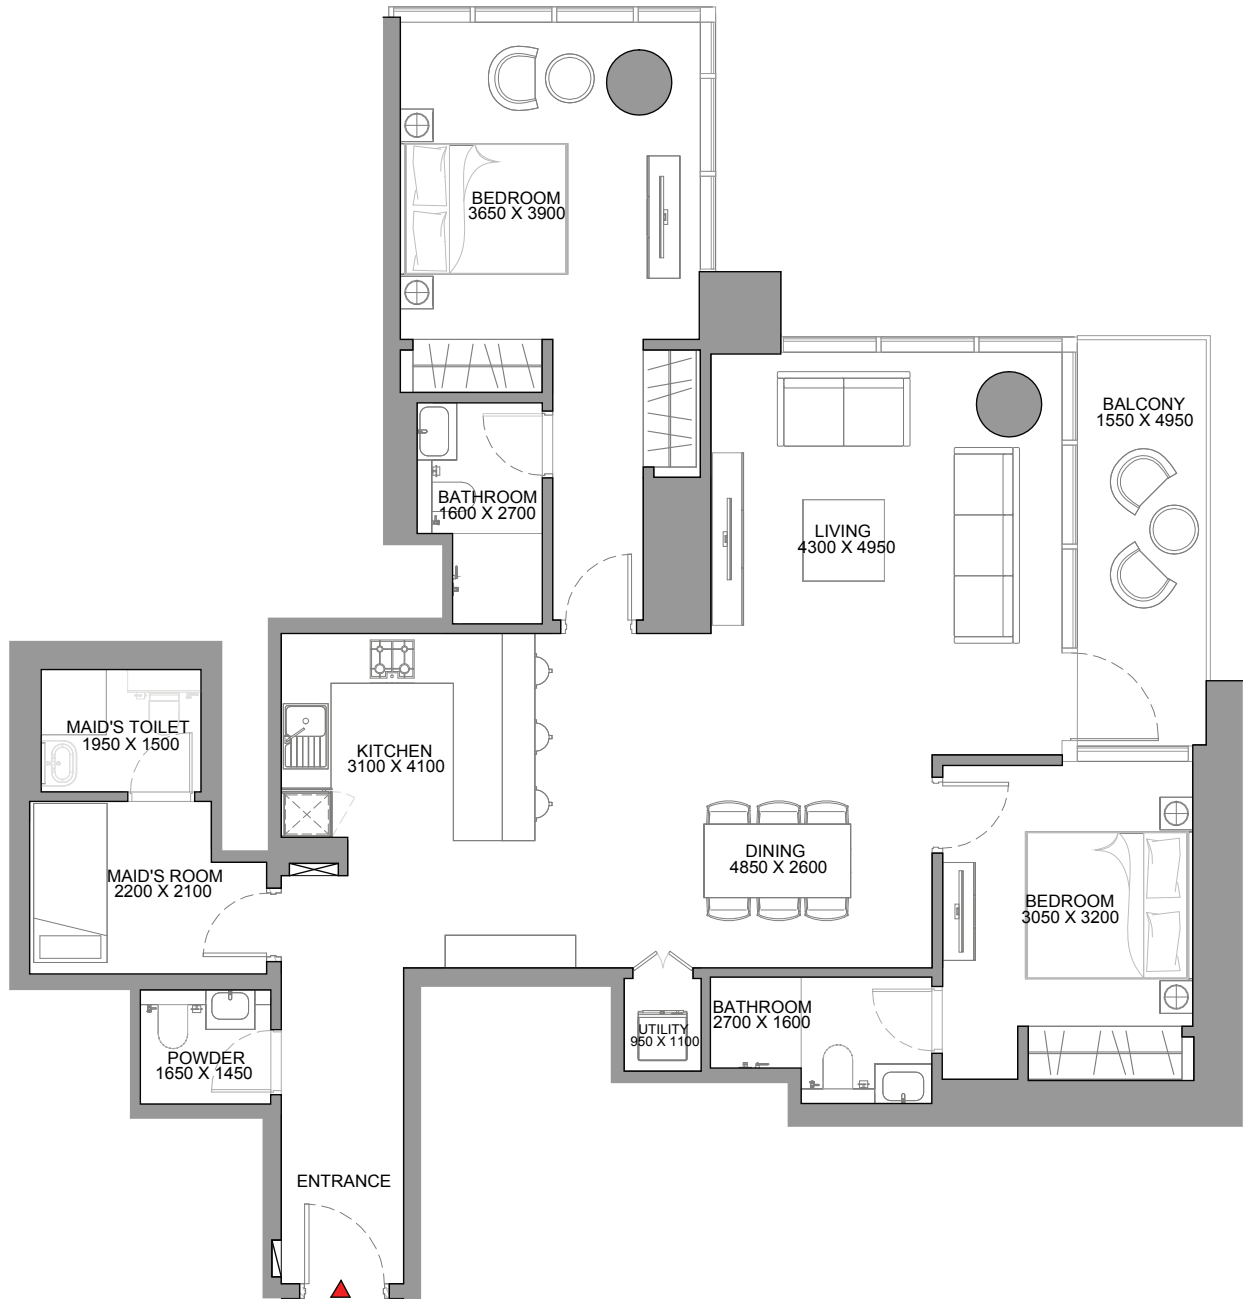 BEDROOM
3650 X 3900
BALCONY
1550 X 4950
BATHROOM
1600 X 2700
LIVING
4300 X 4950
MAID'S TOILET
1950 X 1500
KITCHEN
3100 X 4100
DINING
4850 X 2600
MAID'S ROOM
2200 X 2100
BEDROOM
3050 X 3200
BATHROOM
2700 X 1600
UTILITY
950 X 1100
POWDER
1650 X 1450
ENTRANCE